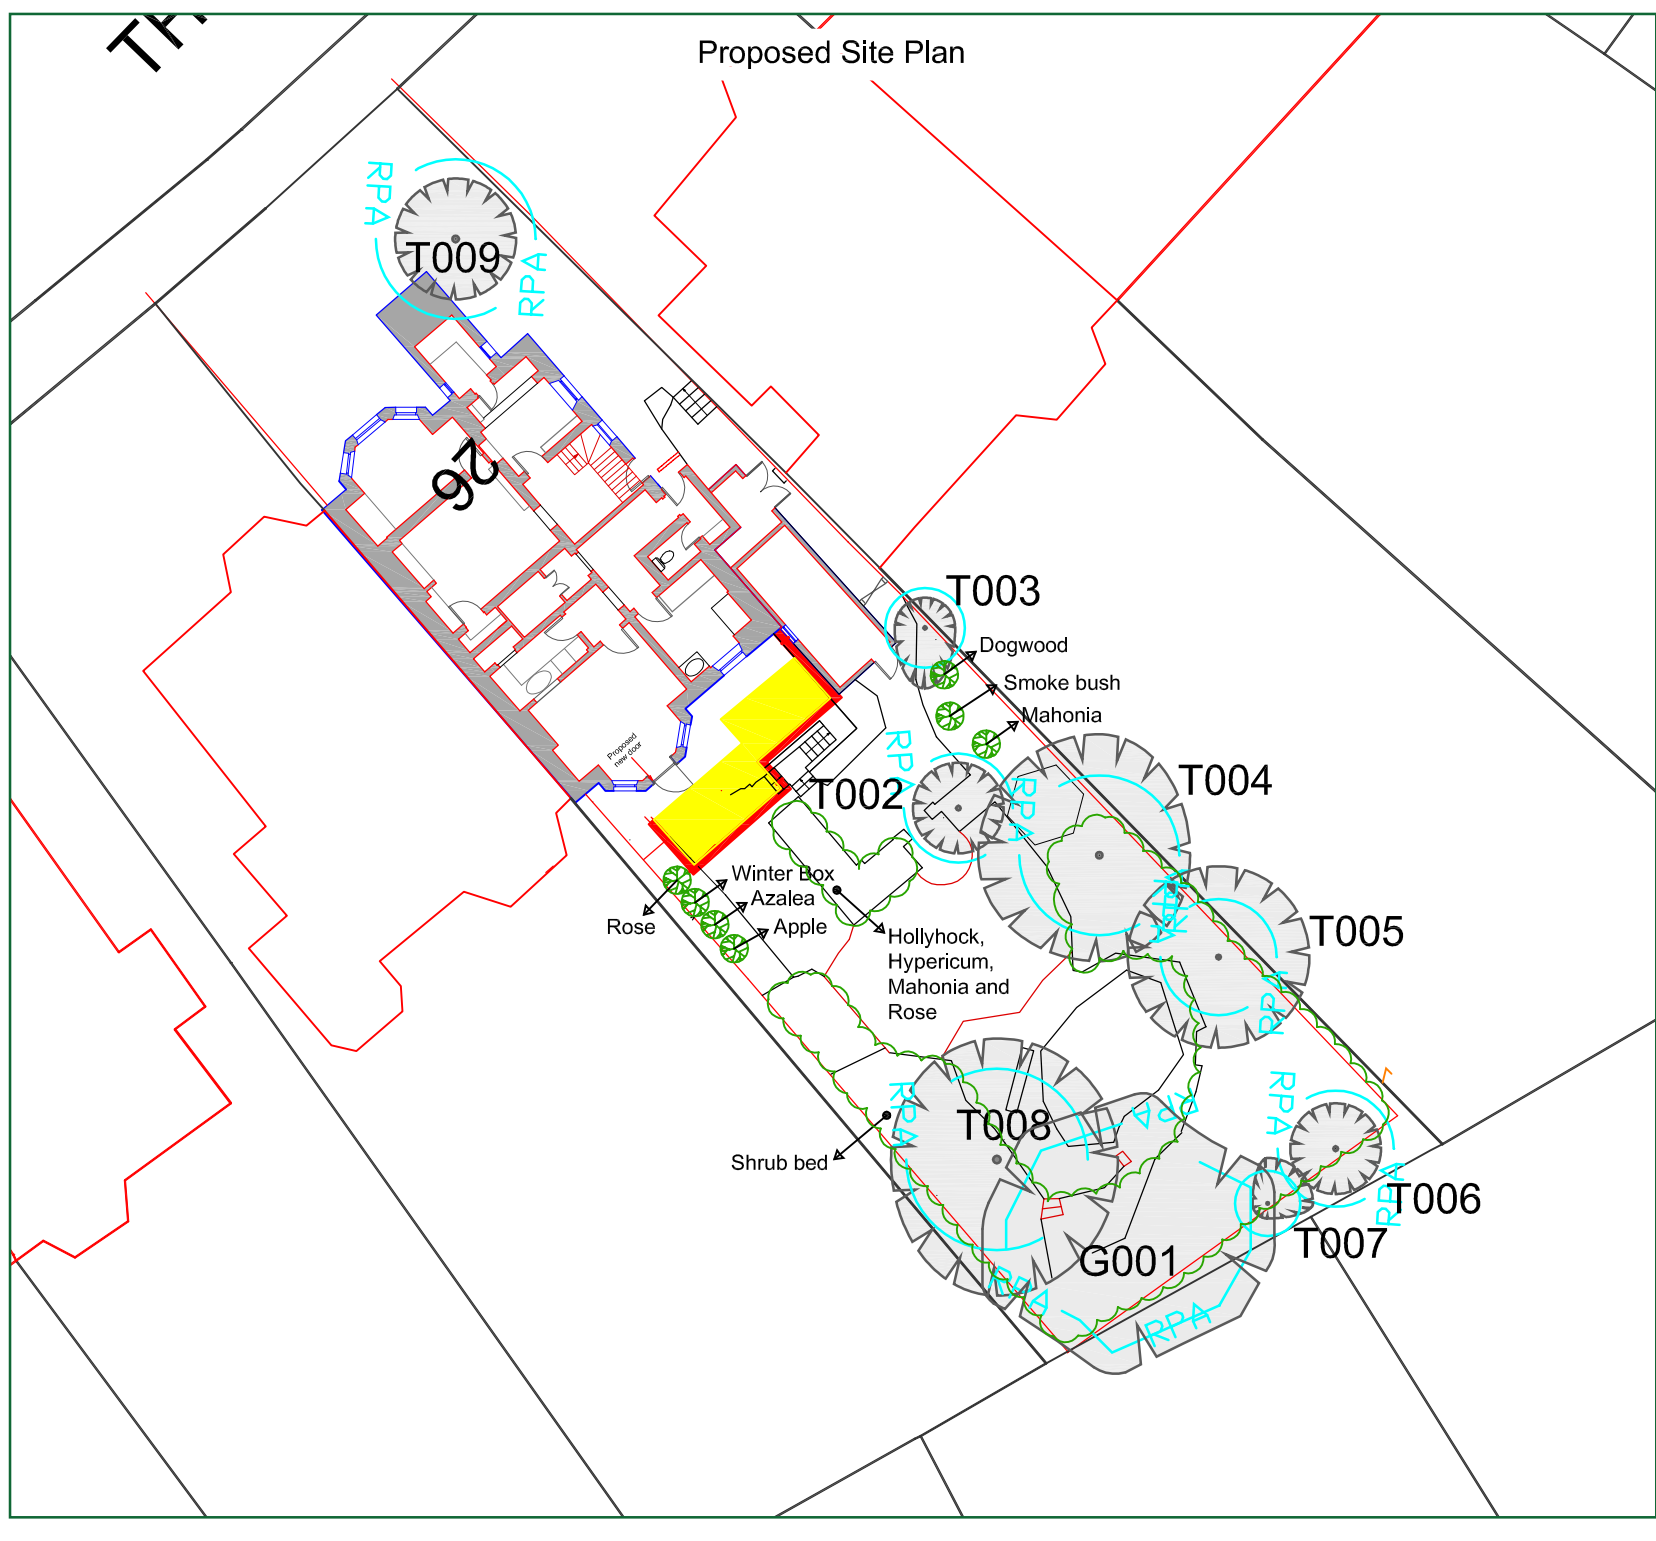 TH
Proposed Site Plan
RPA
T009
RPA
26
T003
Dogwood
Smoke bush
Mahonia
RPA
T002
RPA
T004
Proposed
new door
Winter Box
Azalea
Apple
Rose
T005
Hollyhock,
Hypericum,
Mahonia and
Rose
RPA
RPA
T008
RPA
RPA
Shrub bed
RPA
T006
T007
G001
RPA
RPA